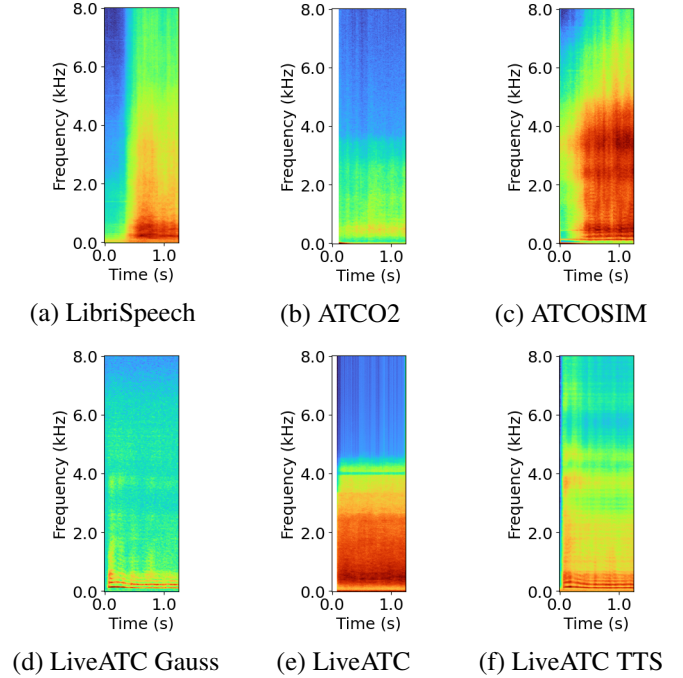 8.0
6.0
4.0
2.0
0.0
Frequency (kHz)
0.0 1.0
Time (s)
(a) LibriSpeech
8.0
6.0
4.0
2.0
0.0
Frequency (kHz)
0.0 1.0
Time (s)
(b) ATCO2
8.0
6.0
4.0
2.0
0.0
Frequency (kHz)
0.0 1.0
Time (s)
(c) ATCOSIM
8.0
6.0
4.0
2.0
0.0
Frequency (kHz)
0.0 1.0
Time (s)
(d) LiveATC Gauss
8.0
6.0
4.0
2.0
0.0
Frequency (kHz)
0.0 1.0
Time (s)
(e) LiveATC
8.0
6.0
4.0
2.0
0.0
Frequency (kHz)
0.0 1.0
Time (s)
(f) LiveATC TTS